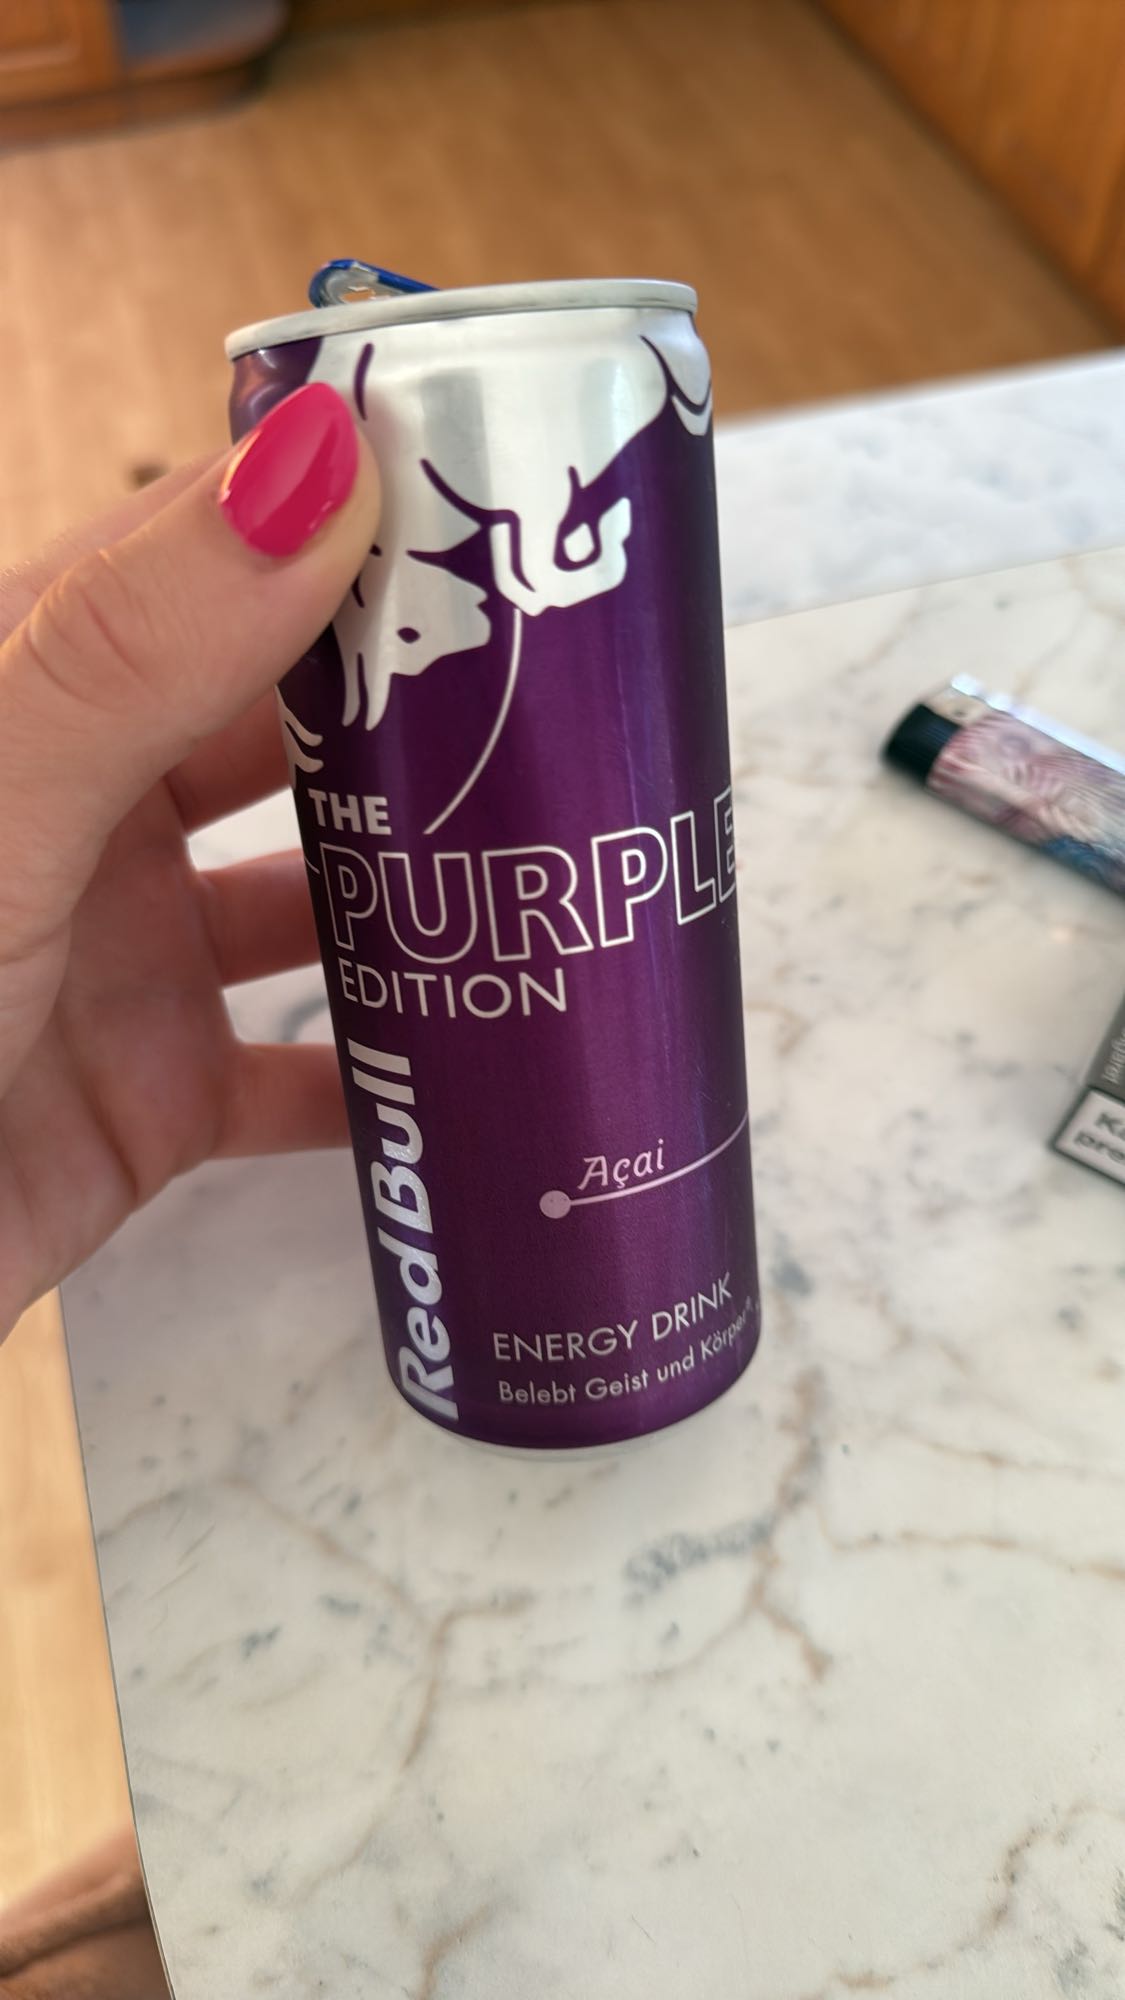 THE
PURPLE
EDITION
Red Bull
Açai
ENERGY DRINK
Belebt Geist und Körper®.